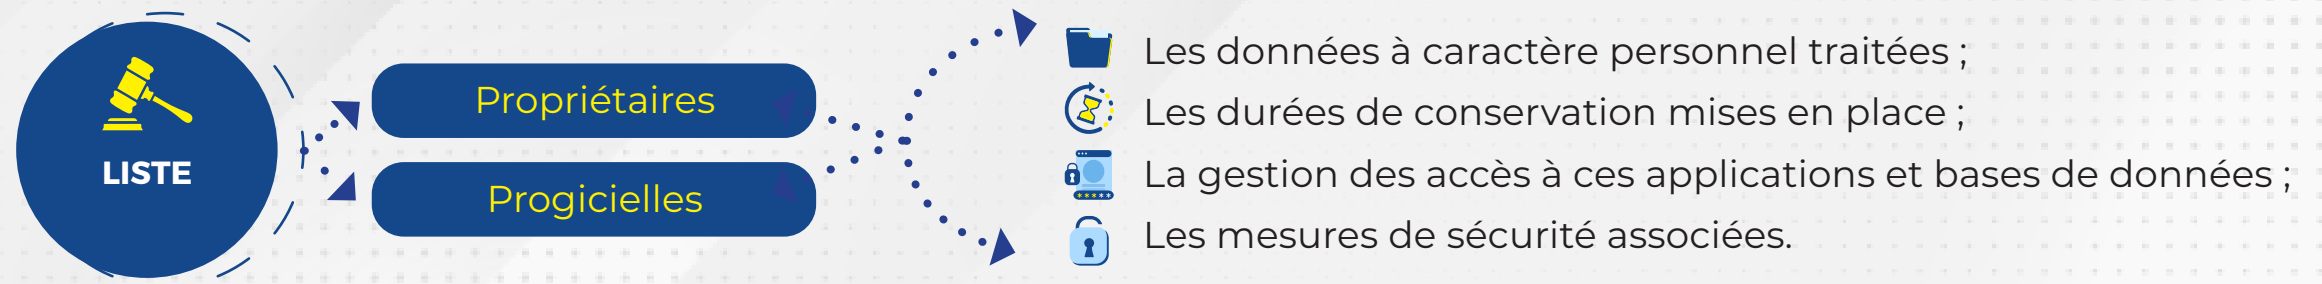 LISTE
Propriétaires
Progicielles
Les données à caractère personnel traitées ;
Les durées de conservation mises en place ;
La gestion des accès à ces applications et bases de données ;
Les mesures de sécurité associées.